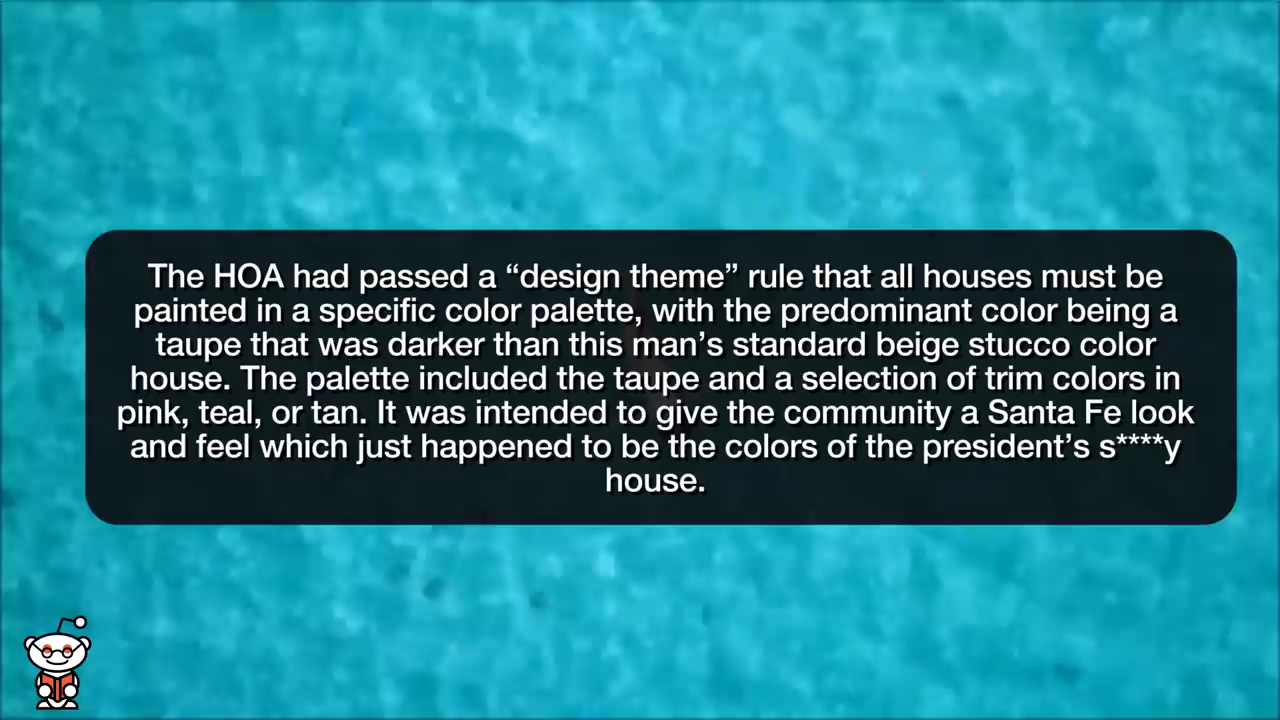 The HOA had passed a “design theme” rule that all houses must be
painted in a specific color palette, with the predominant color being a
taupe that was darker than this man’s standard beige stucco color
house. The palette included the taupe and a selection of trim colors in
pink, teal, or tan. It was intended to give the community a Santa Fe look
and feel which just happened to be the colors of the president’s s****y
house.